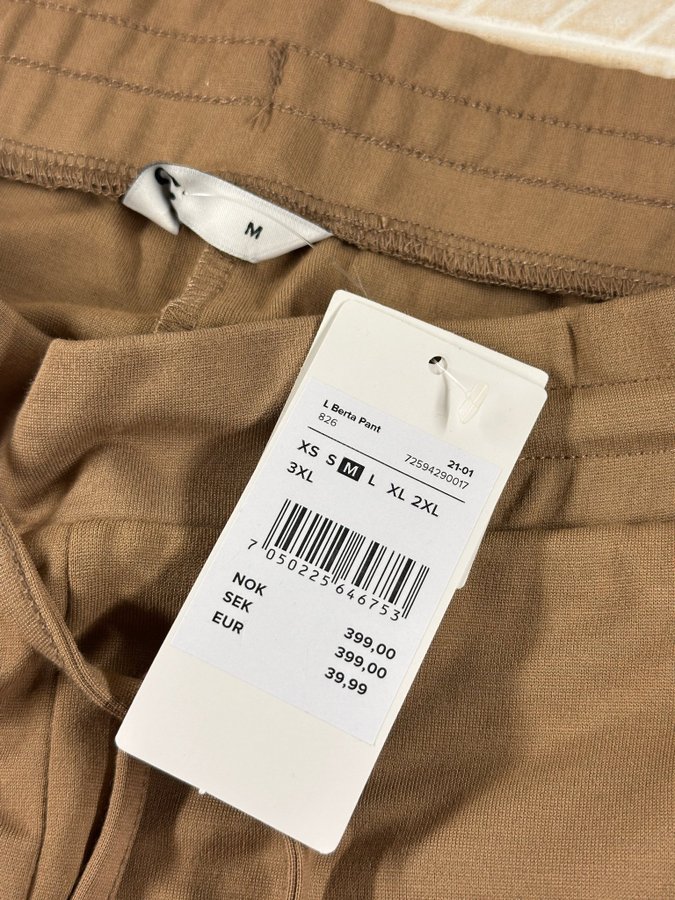 M
L Berta Pant
826
21-01
72594290017
XS S M L XL 2XL
3XL
7 050225 646753
NOK 399,00
SEK 399,00
EUR 39,99